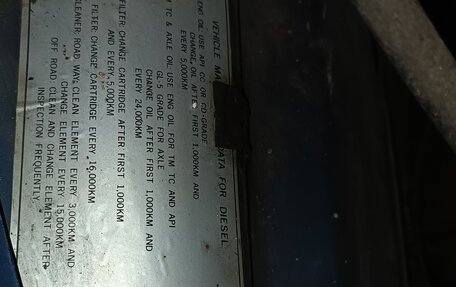 VEHICLE DATA FOR DIESEL
ENG OIL USE API CC OR CD GRADE
CHANGE OIL AFTER FIRST 1,000KM AND
EVERY 5,000KM
TC & AXLE OIL USE ENG OIL FOR TM TC AND API
GL 5 GRADE FOR AXLE
CHANGE OIL AFTER FIRST 1,000KM AND
EVERY 24,000KM
FILTER: CHANGE CARTRIDGE AFTER FIRST 1,000KM
AND EVERY 5,000KM
FILTER: CHANGE CARTRIDGE EVERY 15,000KM
CLEANER: ROAD WAY, CLEAN ELEMENT EVERY 3,000KM AND
CHANGE ELEMENT EVERY 15,000KM
OFF ROAD CLEAN AND CHANGE ELEMENT AFTER
INSPECTION FREQUENTLY.